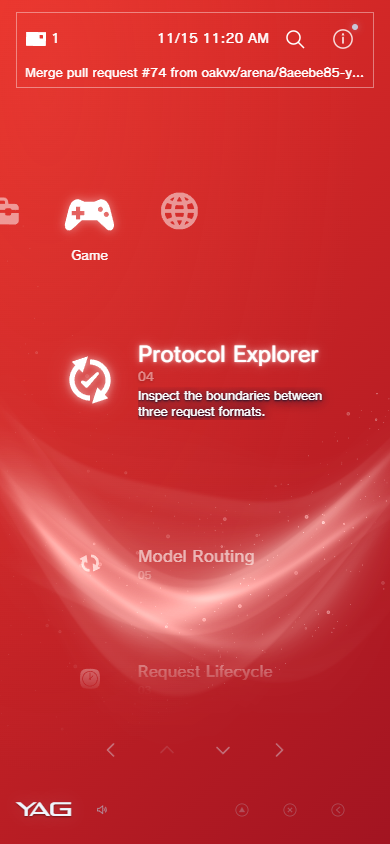 1
11/15 11:20 AM
Merge pull request #74 from oakvx/arena/8aeebe85-y...
Game
Protocol Explorer
04
Inspect the boundaries between
three request formats.
Model Routing
05
Request Lifecycle
YAG